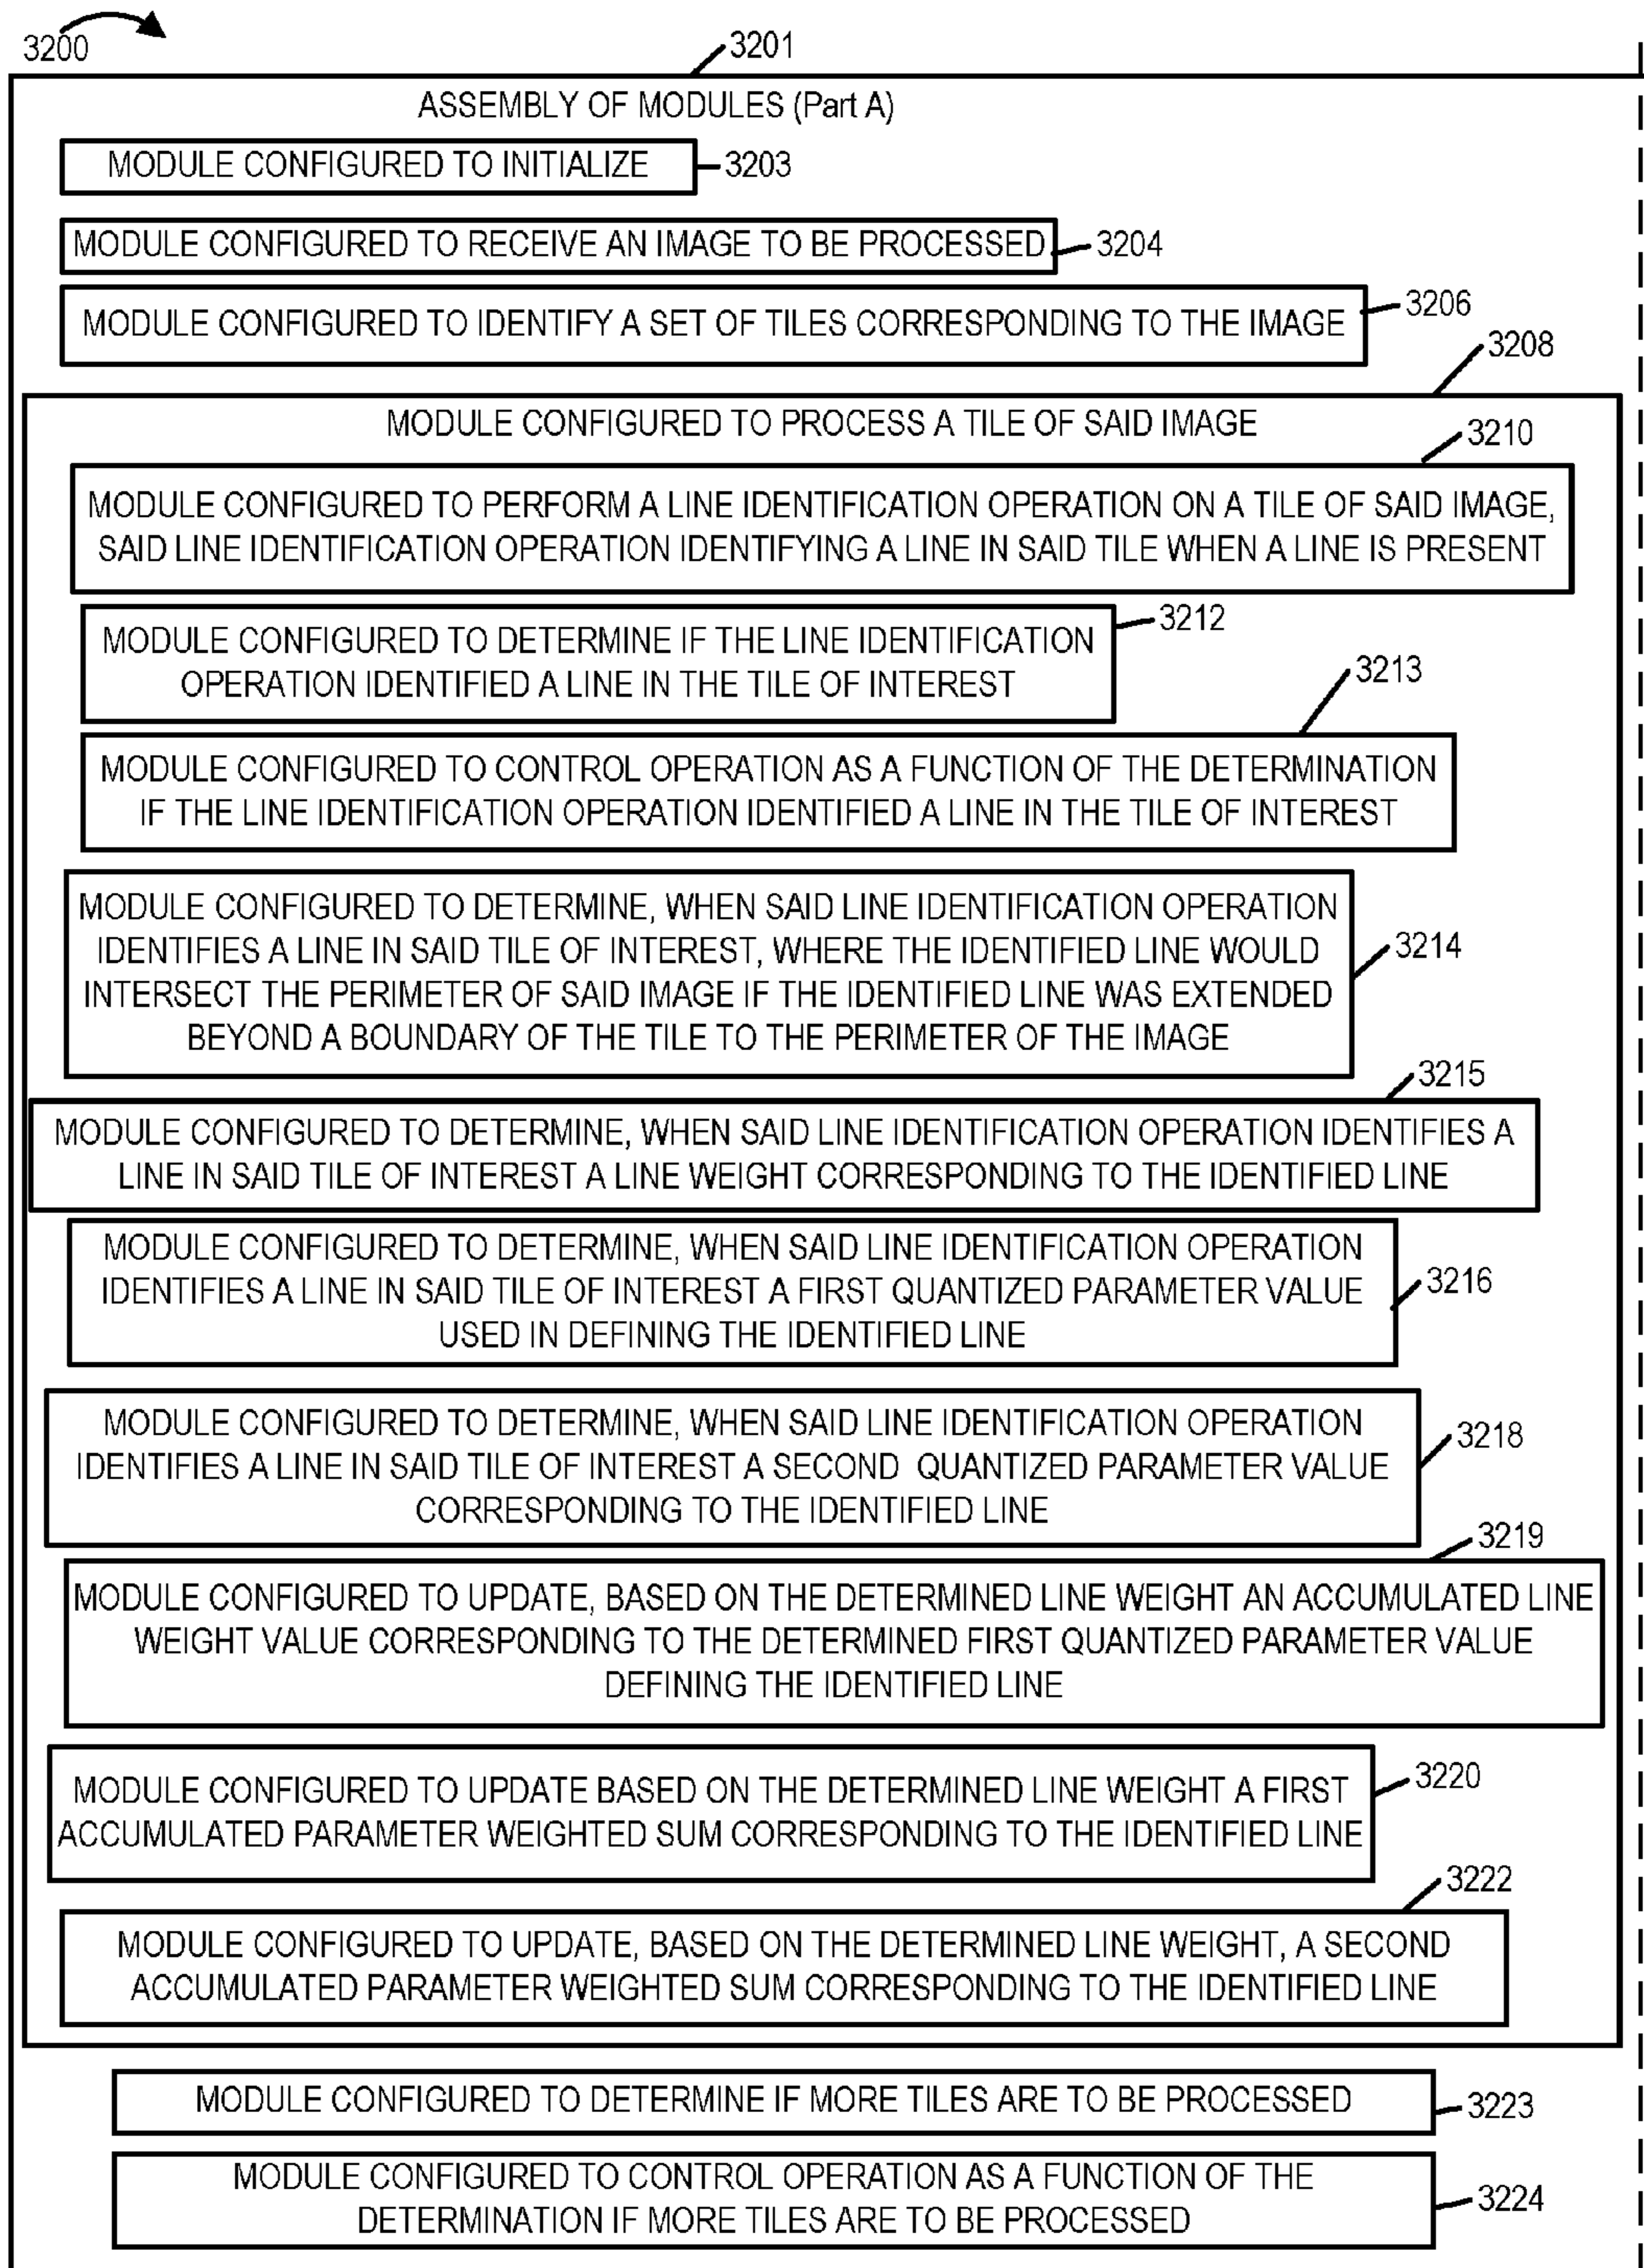 3200
3201
ASSEMBLY OF MODULES (Part A)
MODULE CONFIGURED TO INITIALIZE
3203
MODULE CONFIGURED TO RECEIVE AN IMAGE TO BE PROCESSED
3204
MODULE CONFIGURED TO IDENTIFY A SET OF TILES CORRESPONDING TO THE IMAGE
3206
3208
MODULE CONFIGURED TO PROCESS A TILE OF SAID IMAGE
3210
MODULE CONFIGURED TO PERFORM A LINE IDENTIFICATION OPERATION ON A TILE OF SAID IMAGE,
SAID LINE IDENTIFICATION OPERATION IDENTIFYING A LINE IN SAID TILE WHEN A LINE IS PRESENT
3212
MODULE CONFIGURED TO DETERMINE IF THE LINE IDENTIFICATION
OPERATION IDENTIFIED A LINE IN THE TILE OF INTEREST
3213
MODULE CONFIGURED TO CONTROL OPERATION AS A FUNCTION OF THE DETERMINATION
IF THE LINE IDENTIFICATION OPERATION IDENTIFIED A LINE IN THE TILE OF INTEREST
MODULE CONFIGURED TO DETERMINE, WHEN SAID LINE IDENTIFICATION OPERATION
IDENTIFIES A LINE IN SAID TILE OF INTEREST, WHERE THE IDENTIFIED LINE WOULD
INTERSECT THE PERIMETER OF SAID IMAGE IF THE IDENTIFIED LINE WAS EXTENDED
BEYOND A BOUNDARY OF THE TILE TO THE PERIMETER OF THE IMAGE
3214
3215
MODULE CONFIGURED TO DETERMINE, WHEN SAID LINE IDENTIFICATION OPERATION IDENTIFIES A
LINE IN SAID TILE OF INTEREST A LINE WEIGHT CORRESPONDING TO THE IDENTIFIED LINE
MODULE CONFIGURED TO DETERMINE, WHEN SAID LINE IDENTIFICATION OPERATION
IDENTIFIES A LINE IN SAID TILE OF INTEREST A FIRST QUANTIZED PARAMETER VALUE
USED IN DEFINING THE IDENTIFIED LINE
3216
MODULE CONFIGURED TO DETERMINE, WHEN SAID LINE IDENTIFICATION OPERATION
IDENTIFIES A LINE IN SAID TILE OF INTEREST A SECOND QUANTIZED PARAMETER VALUE
CORRESPONDING TO THE IDENTIFIED LINE
3218
3219
MODULE CONFIGURED TO UPDATE, BASED ON THE DETERMINED LINE WEIGHT AN ACCUMULATED LINE
WEIGHT VALUE CORRESPONDING TO THE DETERMINED FIRST QUANTIZED PARAMETER VALUE
DEFINING THE IDENTIFIED LINE
MODULE CONFIGURED TO UPDATE BASED ON THE DETERMINED LINE WEIGHT A FIRST
ACCUMULATED PARAMETER WEIGHTED SUM CORRESPONDING TO THE IDENTIFIED LINE
3220
3222
MODULE CONFIGURED TO UPDATE, BASED ON THE DETERMINED LINE WEIGHT, A SECOND
ACCUMULATED PARAMETER WEIGHTED SUM CORRESPONDING TO THE IDENTIFIED LINE
MODULE CONFIGURED TO DETERMINE IF MORE TILES ARE TO BE PROCESSED
3223
MODULE CONFIGURED TO CONTROL OPERATION AS A FUNCTION OF THE
DETERMINATION IF MORE TILES ARE TO BE PROCESSED
3224